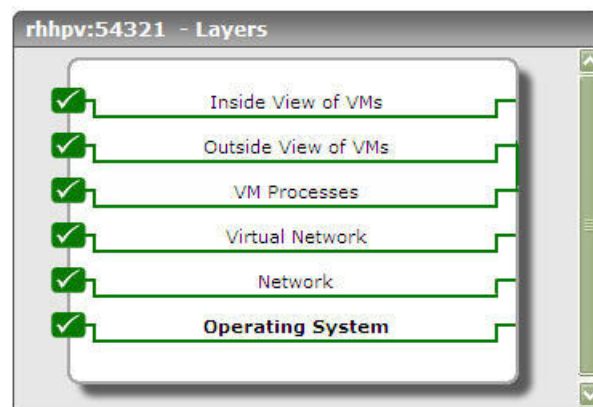 rhhpv:54321 - Layers
Inside View of VMs
Outside View of VMs
VM Processes
Virtual Network
Network
Operating System